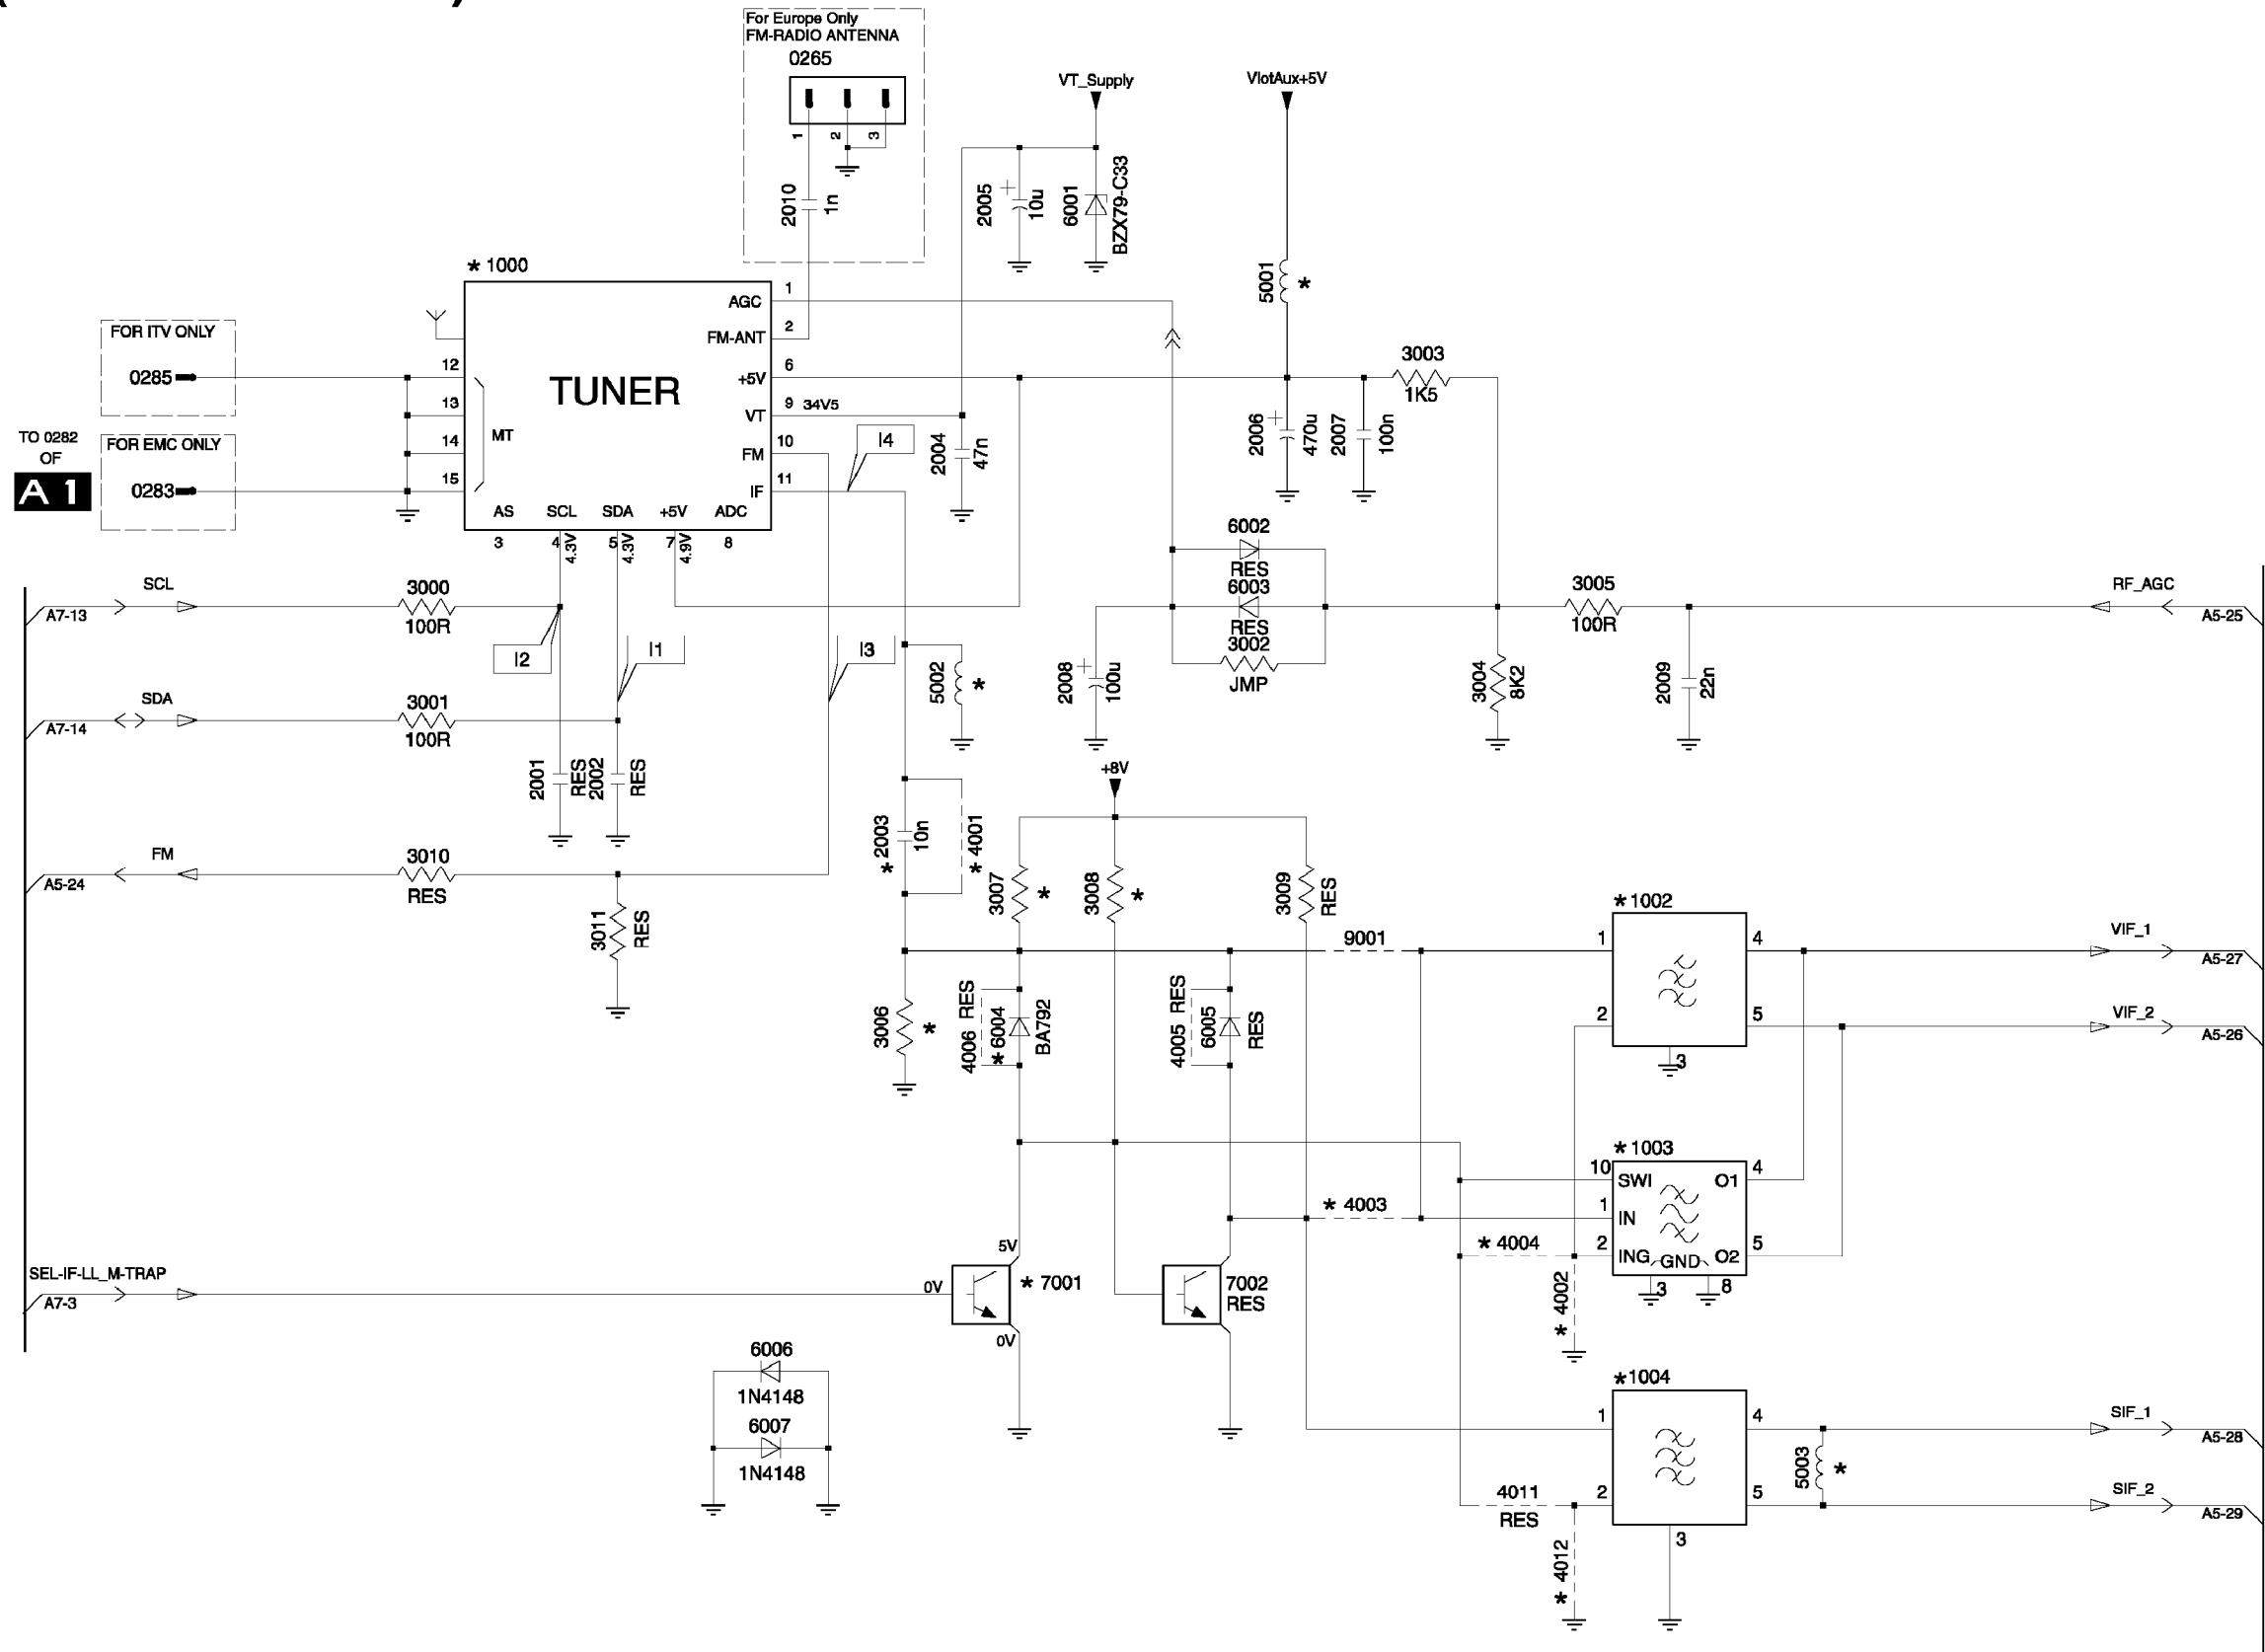 For Europe Only
FM-RADIO ANTENNA
0265
1 2 3
2010 1n
VT_Supply
VlotAux+5V
2005 + 10u
6001 BZX79-C33
5001 *
* 1000
TUNER
AGC 1
FM-ANT 2
+5V 6
VT 9 34V5
FM 10
IF 11
12
13
14
15
MT
AS SCL SDA +5V ADC
3 4 5 7 8
4.3V 4.3V 4.9V
FOR ITV ONLY
0285
TO 0282
OF
A 1
FOR EMC ONLY
0283
I4
2004 47n
2006 + 470u
2007 100n
3003
1K5
6002
RES
6003
RES
3002
JMP
2008 + 100u
3004 8K2
3005
100R
2009 22n
RF_AGC
A5-25
SCL
A7-13
3000
100R
I2
I1
I3
SDA
A7-14
3001
100R
2001 RES
2002 RES
5002 *
FM
A5-24
3010
RES
3011 RES
* 2003 10n
* 4001
+8V
3007 *
3008 *
3009 RES
9001
3006 *
4006 RES
* 6004
BA792
4005 RES
6005
RES
* 1002
1
2
3
4
5
VIF_1
A5-27
VIF_2
A5-26
* 1003
10 SWI O1 4
1 IN
2 ING GND O2 5
3 8
* 4003
* 4004
* 4002
SEL-IF-LL_M-TRAP
A7-3
5V
0V
* 7001
0V
7002
RES
6006
1N4148
6007
1N4148
* 1004
1
2
3
4
5
4011
RES
* 4012
5003 *
SIF_1
A5-28
SIF_2
A5-29